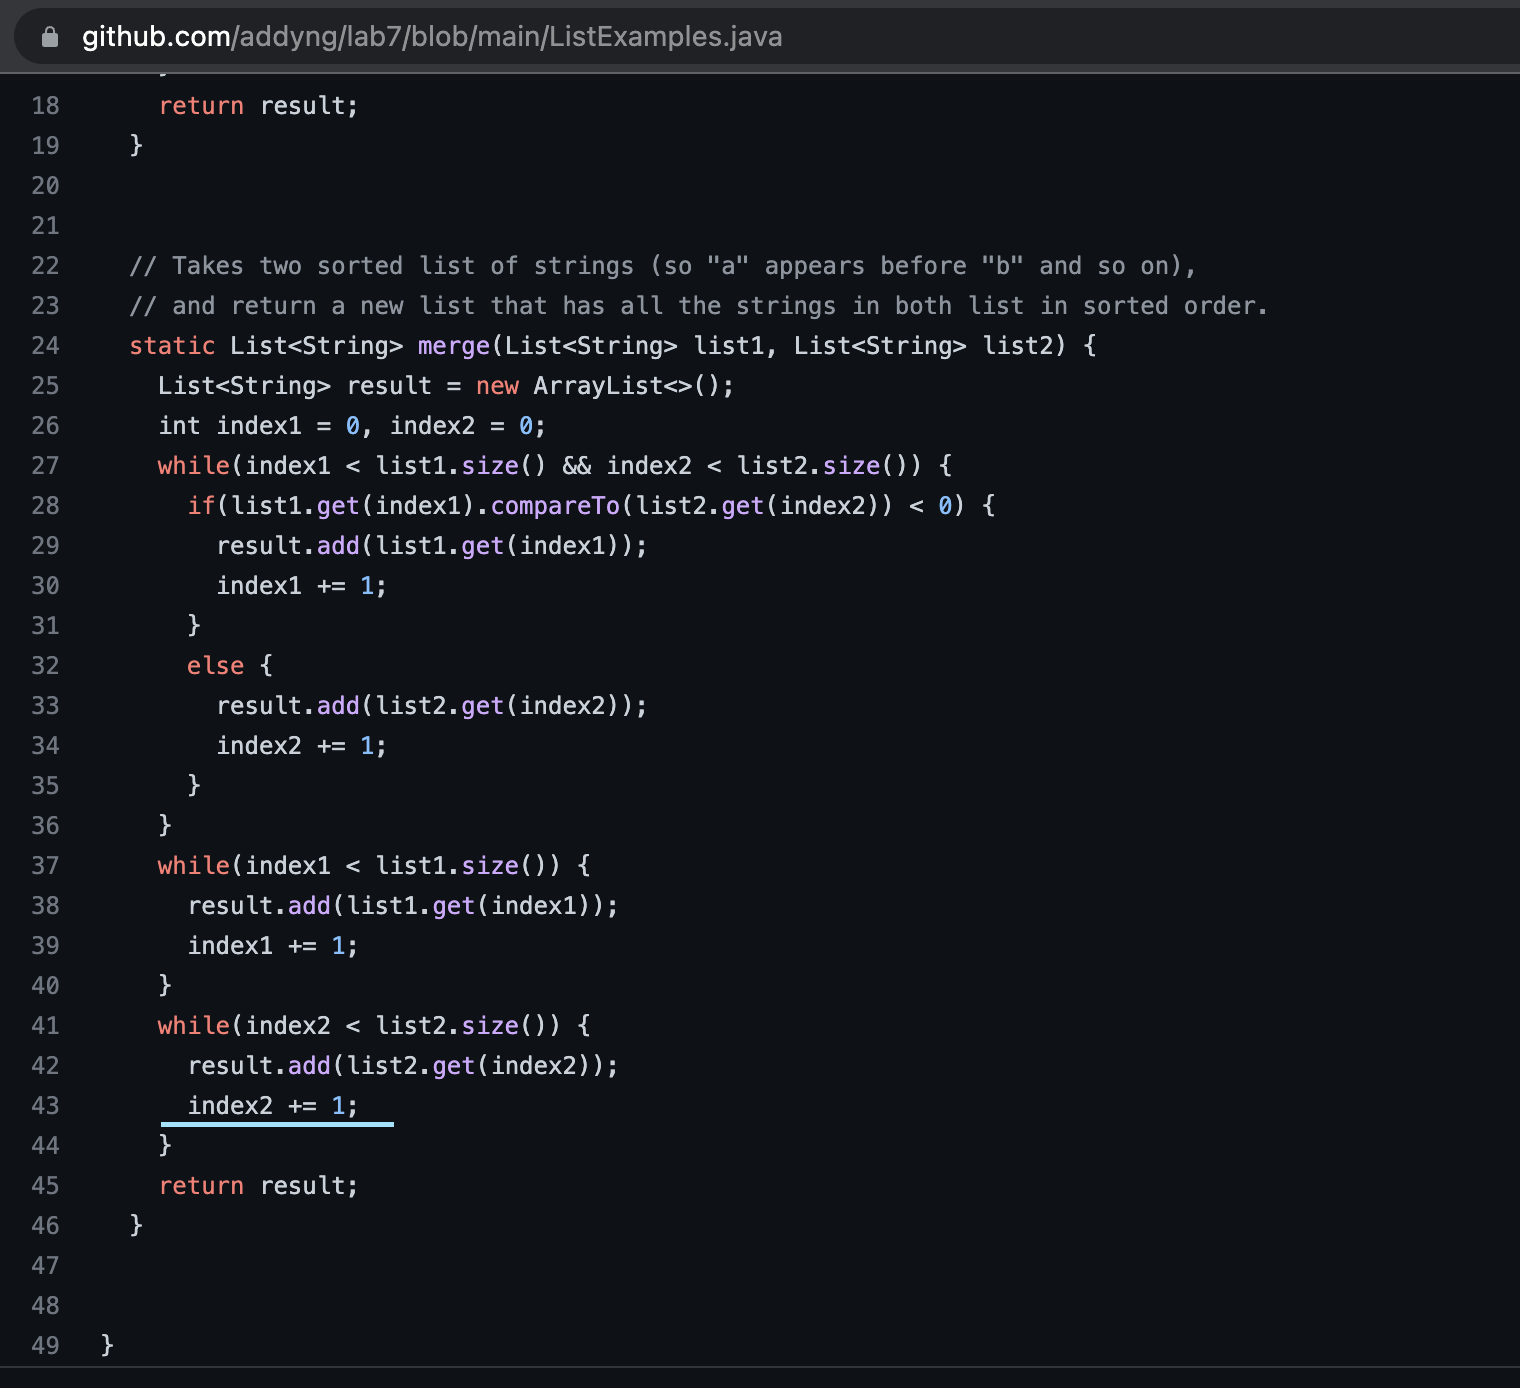 github.com/addyng/lab7/blob/main/ListExamples.java
18 return result;
19 }
20
21
22 // Takes two sorted list of strings (so "a" appears before "b" and so on),
23 // and return a new list that has all the strings in both list in sorted order.
24 static List<String> merge(List<String> list1, List<String> list2) {
25 List<String> result = new ArrayList<>();
26 int index1 = 0, index2 = 0;
27 while(index1 < list1.size() && index2 < list2.size()) {
28 if(list1.get(index1).compareTo(list2.get(index2)) < 0) {
29 result.add(list1.get(index1));
30 index1 += 1;
31 }
32 else {
33 result.add(list2.get(index2));
34 index2 += 1;
35 }
36 }
37 while(index1 < list1.size()) {
38 result.add(list1.get(index1));
39 index1 += 1;
40 }
41 while(index2 < list2.size()) {
42 result.add(list2.get(index2));
43 index2 += 1;
44 }
45 return result;
46 }
47
48
49 }